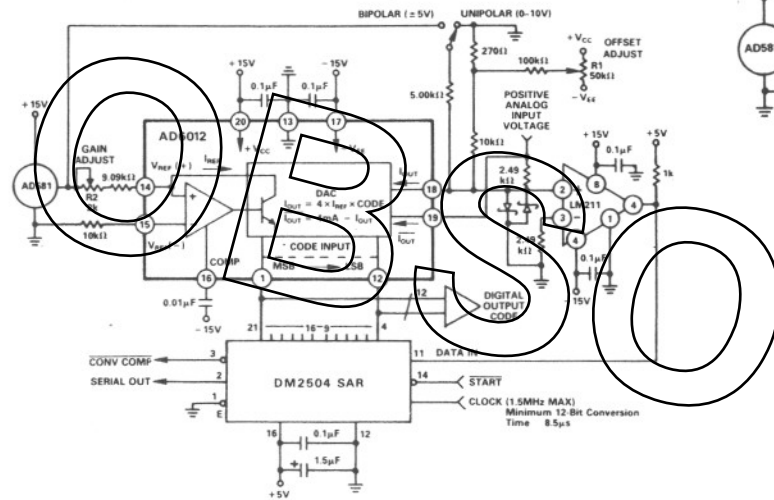 BIPOLAR (±5V)
UNIPOLAR (0–10V)
+VCC
OFFSET
ADJUST
270Ω
100kΩ
R1
50kΩ
–VEE
5.00kΩ
10kΩ
POSITIVE
ANALOG
INPUT
VOLTAGE
+15V
–15V
0.1µF
0.1µF
20
13
17
+VCC
VEE
AD6012
+15V
AD581
GAIN
ADJUST
R2
9.09kΩ
10kΩ
14
15
VREF(+)
IREF
VREF(–)
COMP
DAC
IOUT = 4 × IREF × CODE
IOUT = 4mA – IOUT
CODE INPUT
MSB
LSB
IOUT
IOUT
18
19
16
1
12
2.49
kΩ
2.49
kΩ
+15V
0.1µF
+5V
1k
2
+
3
–
8
LM211
4
1
4
0.1µF
–15V
0.01µF
–15V
12
DIGITAL
OUTPUT
CODE
21
16–9
4
CONV COMP
3
SERIAL OUT
2
1
E
DM2504 SAR
11
DATA IN
14
START
CLOCK (1.5MHz MAX)
Minimum 12-Bit Conversion
Time 8.5µs
16
12
0.1µF
1.5µF
+
+5V
OBSO
AD58